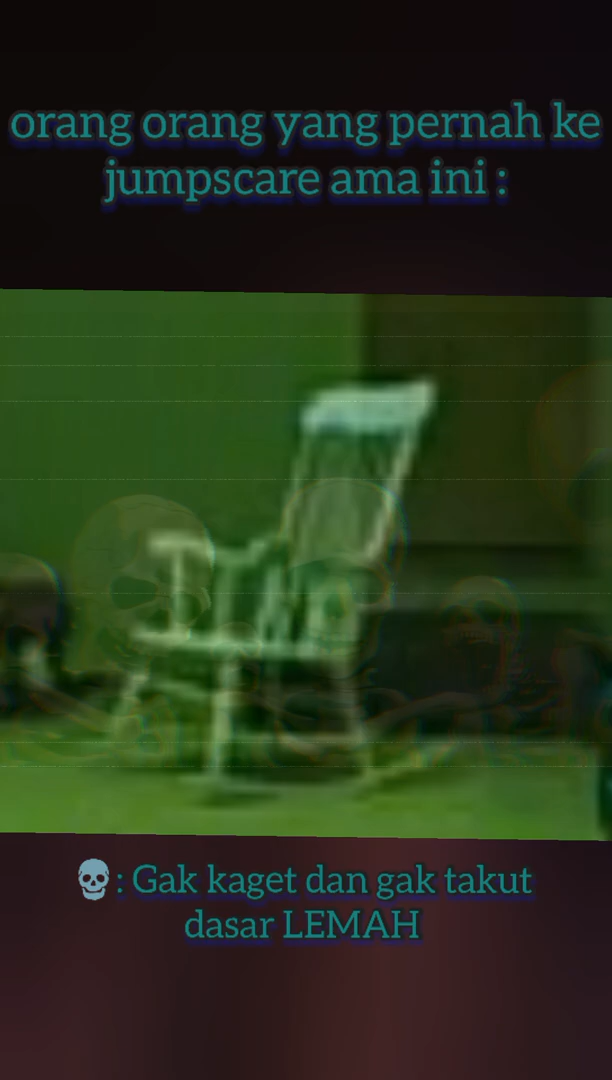 orang orang yang pernah ke
jumpscare ama ini :
💀: Gak kaget dan gak takut
dasar LEMAH